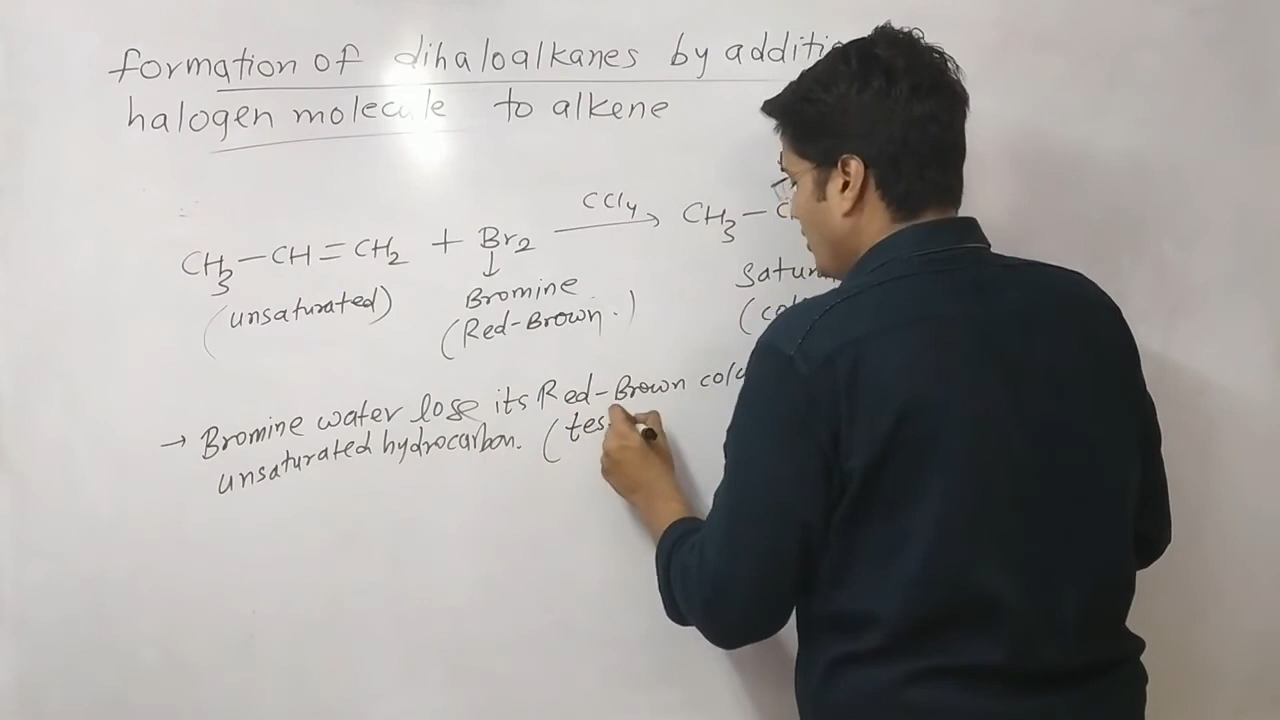 formation of dihaloalkanes by additi
halogen molecule to alkene
CCl4
CH3-CH=CH2 + Br2 → CH3-C
↓
(unsaturated) Bromine
(Red-Brown.)
→ Bromine water lose its Red-Brown colo
unsaturated hydrocarbon. (tes